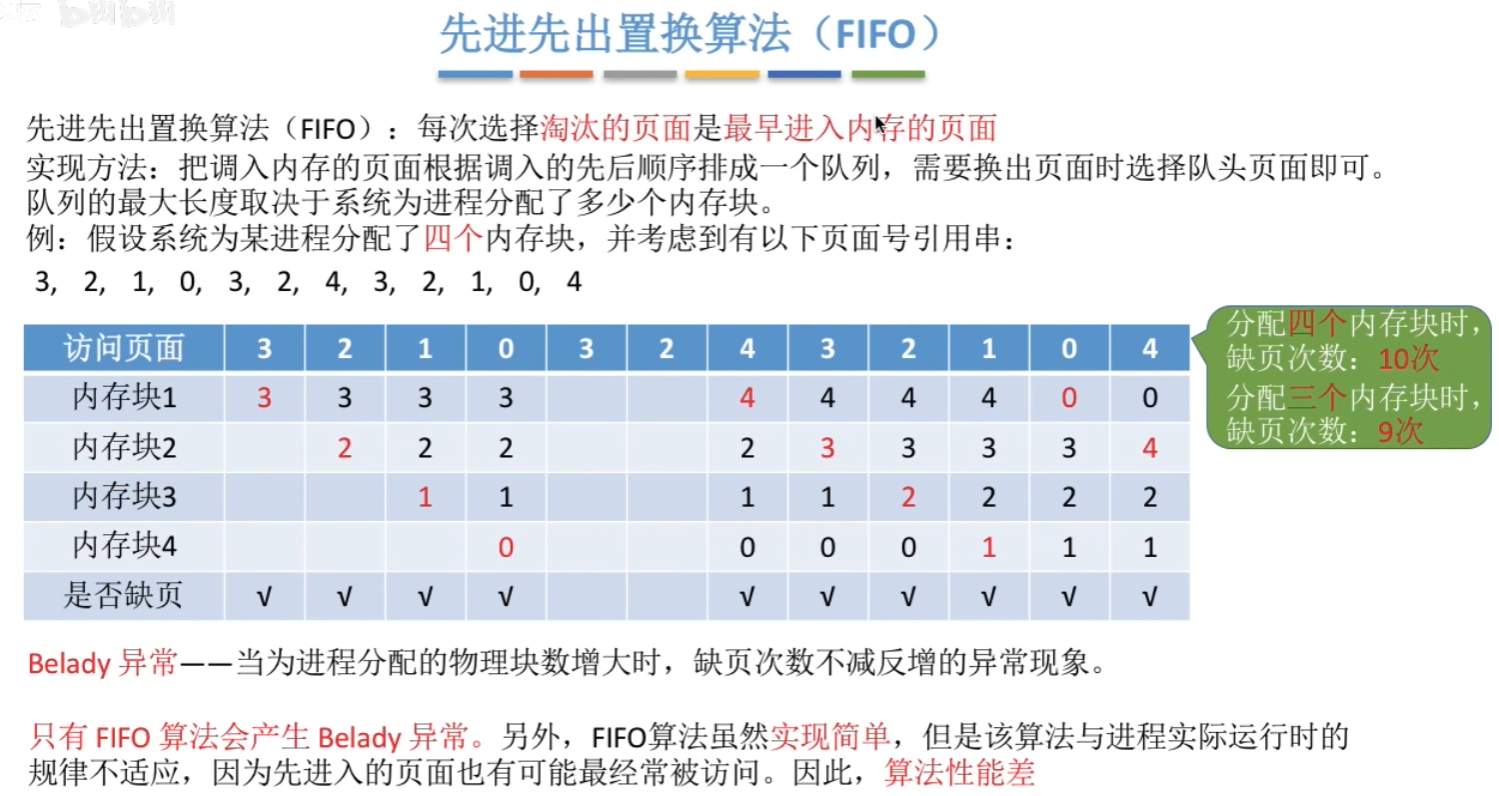 先进先出置换算法（FIFO）
先进先出置换算法（FIFO）：每次选择淘汰的页面是最早进入内存的页面
实现方法：把调入内存的页面根据调入的先后顺序排成一个队列，需要换出页面时选择队头页面即可。
队列的最大长度取决于系统为进程分配了多少个内存块。
例：假设系统为某进程分配了四个内存块，并考虑到有以下页面号引用串：
3, 2, 1, 0, 3, 2, 4, 3, 2, 1, 0, 4
访问页面 3 2 1 0 3 2 4 3 2 1 0 4
内存块1 3 3 3 3 4 4 4 4 0 0
内存块2 2 2 2 2 3 3 3 3 4
内存块3 1 1 1 1 2 2 2 2
内存块4 0 0 0 0 1 1 1
是否缺页 √ √ √ √ √ √ √ √ √ √
分配四个内存块时，
缺页次数：10次
分配三个内存块时，
缺页次数：9次
Belady 异常——当为进程分配的物理块数增大时，缺页次数不减反增的异常现象。
只有 FIFO 算法会产生 Belady 异常。另外，FIFO算法虽然实现简单，但是该算法与进程实际运行时的
规律不适应，因为先进入的页面也有可能最经常被访问。因此，算法性能差